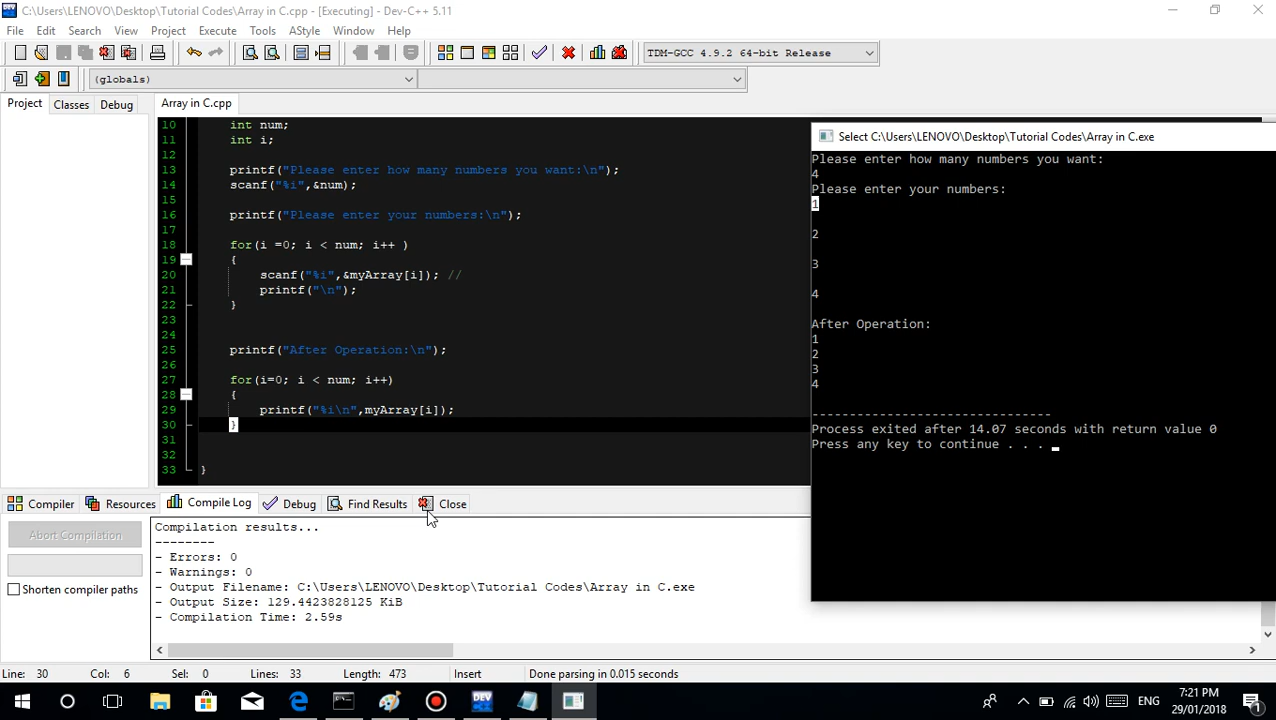 C:\Users\LENOVO\Desktop\Tutorial Codes\Array in C.cpp - [Executing] - Dev-C++ 5.11
File Edit Search View Project Execute Tools AStyle Window Help
TDM-GCC 4.9.2 64-bit Release
(globals)
Project Classes Debug
Array in C.cpp
10 int num;
11 int i;
12
13 printf("Please enter how many numbers you want:\n");
14 scanf("%i",&num);
15
16 printf("Please enter your numbers:\n");
17
18 for(i =0; i < num; i++ )
19 {
20 scanf("%i",&myArray[i]); //
21 printf("\n");
22 }
23
24
25 printf("After Operation:\n");
26
27 for(i=0; i < num; i++)
28 {
29 printf("%i\n",myArray[i]);
30 }
31
32
33 }
Select C:\Users\LENOVO\Desktop\Tutorial Codes\Array in C.exe
Please enter how many numbers you want:
4
Please enter your numbers:
1
2
3
4
After Operation:
1
2
3
4
--------------------------------
Process exited after 14.07 seconds with return value 0
Press any key to continue . . .
Compiler Resources Compile Log Debug Find Results Close
Abort Compilation
Shorten compiler paths
Compilation results...
--------
- Errors: 0
- Warnings: 0
- Output Filename: C:\Users\LENOVO\Desktop\Tutorial Codes\Array in C.exe
- Output Size: 129.4423828125 KiB
- Compilation Time: 2.59s
Line: 30 Col: 6 Sel: 0 Lines: 33 Length: 473 Insert Done parsing in 0.015 seconds
DEV
ENG
7:21 PM
29/01/2018
1